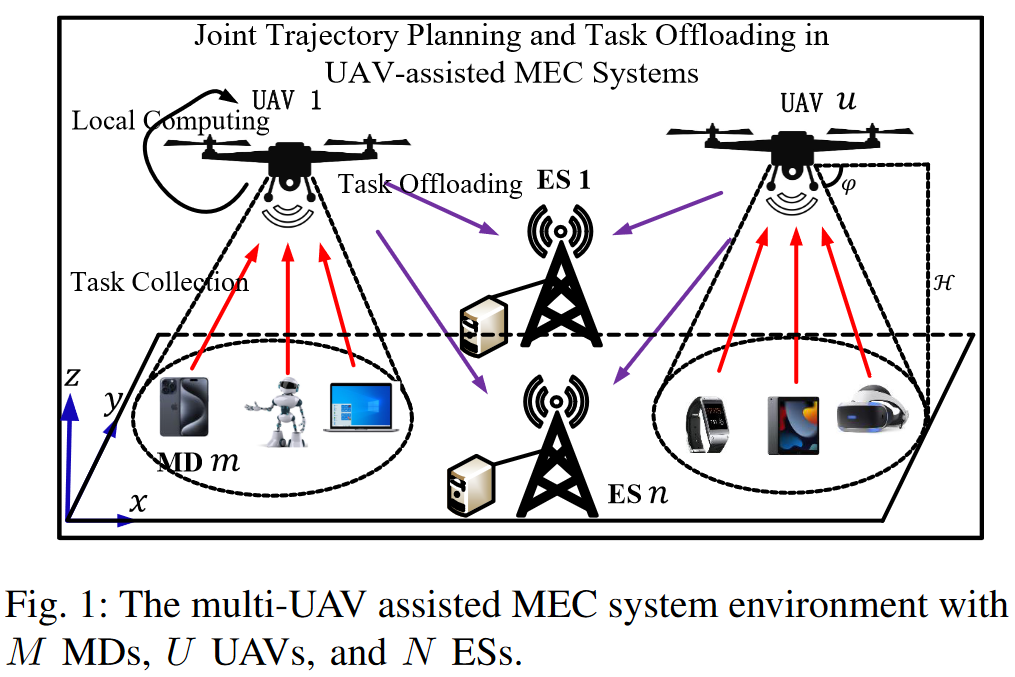 Joint Trajectory Planning and Task Offloading in
UAV-assisted MEC Systems
UAV 1
UAV u
Local Computing
Task Offloading
ES 1
φ
Task Collection
ℋ
z
y
MD m
x
ES n
Fig. 1: The multi-UAV assisted MEC system environment with
M MDs, U UAVs, and N ESs.